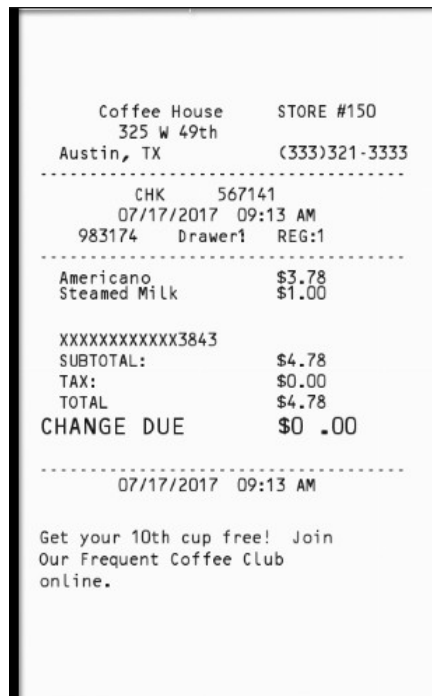 Coffee House STORE #150
325 W 49th
Austin, TX (333)321-3333
CHK 567141
07/17/2017 09:13 AM
983174 Drawer1 REG:1
Americano $3.78
Steamed Milk $1.00
XXXXXXXXXXXX3843
SUBTOTAL: $4.78
TAX: $0.00
TOTAL $4.78
CHANGE DUE $0 .00
07/17/2017 09:13 AM
Get your 10th cup free! Join
Our Frequent Coffee Club
online.